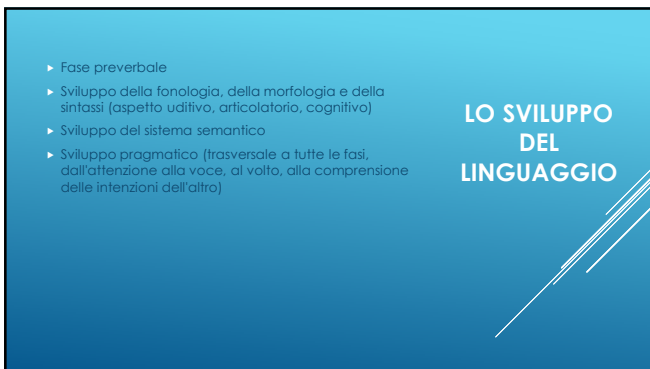 ▶ Fase preverbale
▶ Sviluppo della fonologia, della morfologia e della
sintassi (aspetto uditivo, articolatorio, cognitivo)
▶ Sviluppo del sistema semantico
▶ Sviluppo pragmatico (trasversale a tutte le fasi,
dall'attenzione alla voce, al volto, alla comprensione
delle intenzioni dell'altro)
LO SVILUPPO
DEL
LINGUAGGIO